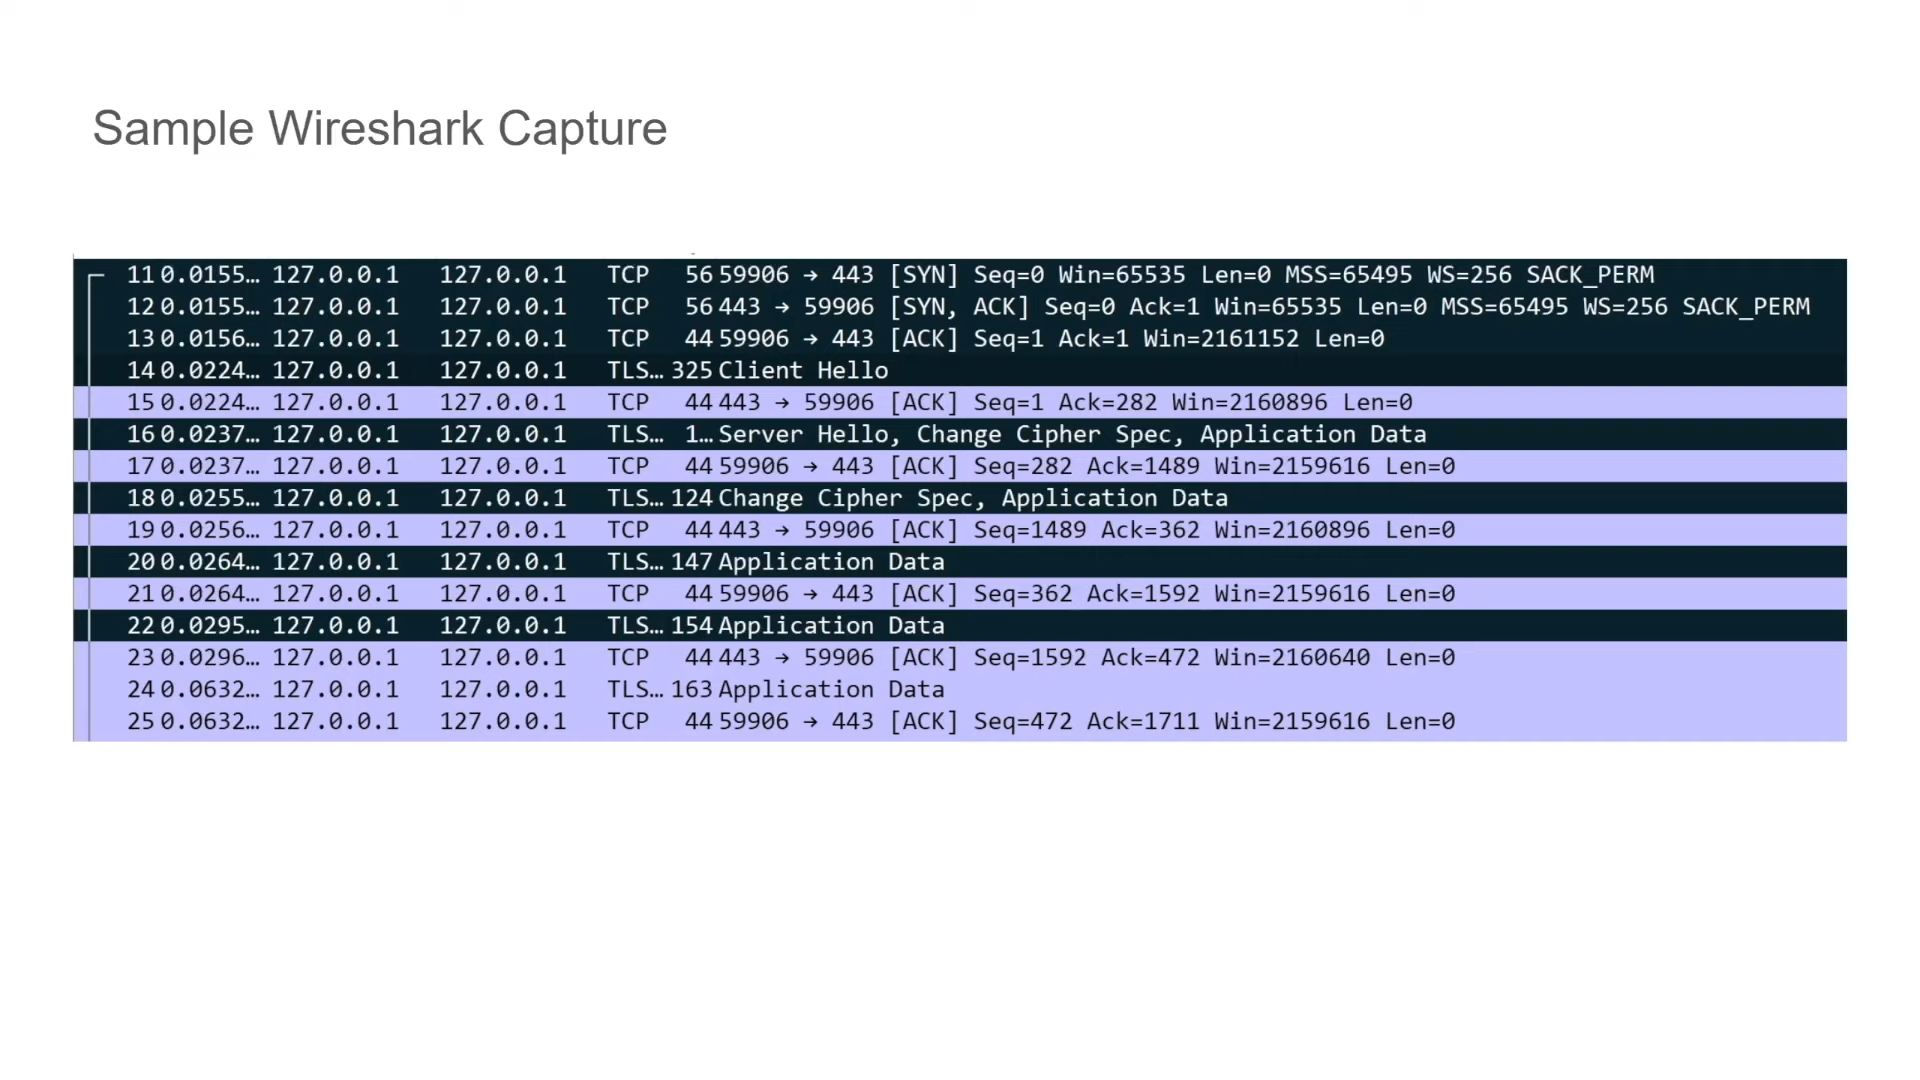 Sample Wireshark Capture
11 0.0155… 127.0.0.1 127.0.0.1 TCP 56 59906 → 443 [SYN] Seq=0 Win=65535 Len=0 MSS=65495 WS=256 SACK_PERM
12 0.0155… 127.0.0.1 127.0.0.1 TCP 56 443 → 59906 [SYN, ACK] Seq=0 Ack=1 Win=65535 Len=0 MSS=65495 WS=256 SACK_PERM
13 0.0156… 127.0.0.1 127.0.0.1 TCP 44 59906 → 443 [ACK] Seq=1 Ack=1 Win=2161152 Len=0
14 0.0224… 127.0.0.1 127.0.0.1 TLS… 325 Client Hello
15 0.0224… 127.0.0.1 127.0.0.1 TCP 44 443 → 59906 [ACK] Seq=1 Ack=282 Win=2160896 Len=0
16 0.0237… 127.0.0.1 127.0.0.1 TLS… 1… Server Hello, Change Cipher Spec, Application Data
17 0.0237… 127.0.0.1 127.0.0.1 TCP 44 59906 → 443 [ACK] Seq=282 Ack=1489 Win=2159616 Len=0
18 0.0255… 127.0.0.1 127.0.0.1 TLS… 124 Change Cipher Spec, Application Data
19 0.0256… 127.0.0.1 127.0.0.1 TCP 44 443 → 59906 [ACK] Seq=1489 Ack=362 Win=2160896 Len=0
20 0.0264… 127.0.0.1 127.0.0.1 TLS… 147 Application Data
21 0.0264… 127.0.0.1 127.0.0.1 TCP 44 59906 → 443 [ACK] Seq=362 Ack=1592 Win=2159616 Len=0
22 0.0295… 127.0.0.1 127.0.0.1 TLS… 154 Application Data
23 0.0296… 127.0.0.1 127.0.0.1 TCP 44 443 → 59906 [ACK] Seq=1592 Ack=472 Win=2160640 Len=0
24 0.0632… 127.0.0.1 127.0.0.1 TLS… 163 Application Data
25 0.0632… 127.0.0.1 127.0.0.1 TCP 44 59906 → 443 [ACK] Seq=472 Ack=1711 Win=2159616 Len=0